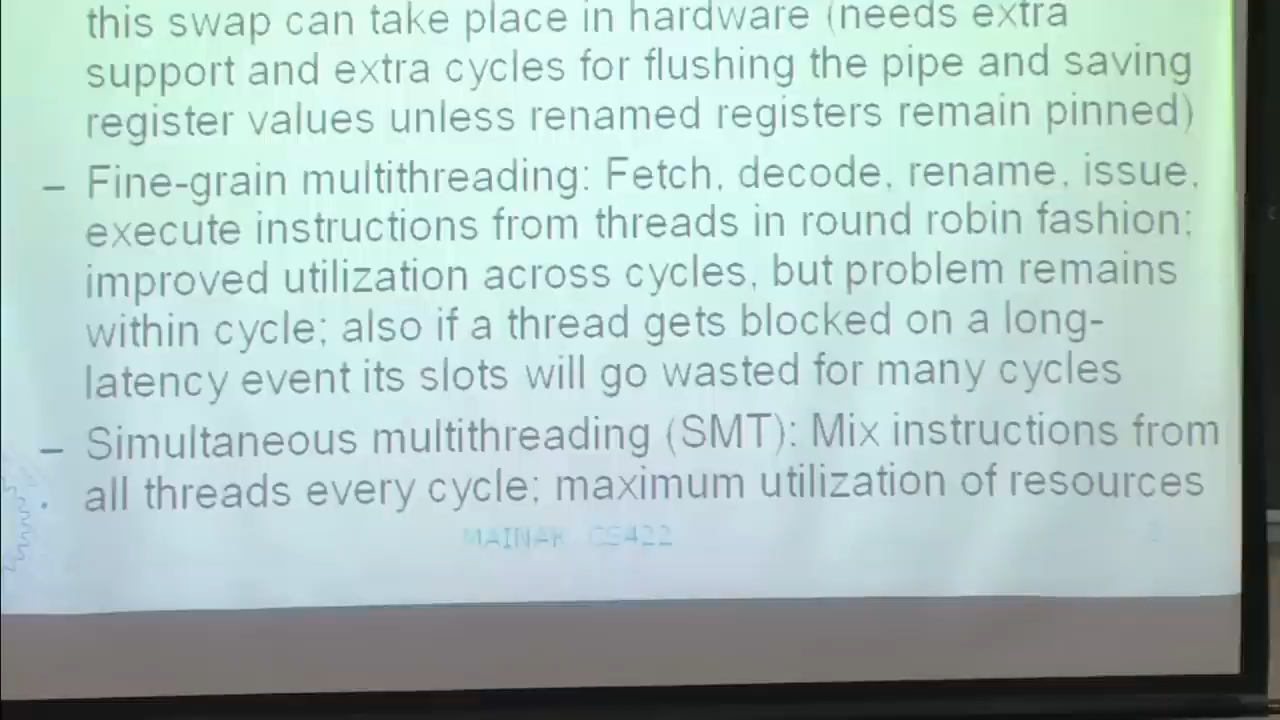 this swap can take place in hardware (needs extra
support and extra cycles for flushing the pipe and saving
register values unless renamed registers remain pinned)
– Fine-grain multithreading: Fetch, decode, rename, issue,
execute instructions from threads in round robin fashion;
improved utilization across cycles, but problem remains
within cycle; also if a thread gets blocked on a long-
latency event its slots will go wasted for many cycles
– Simultaneous multithreading (SMT): Mix instructions from
all threads every cycle; maximum utilization of resources
MAINAK CS422